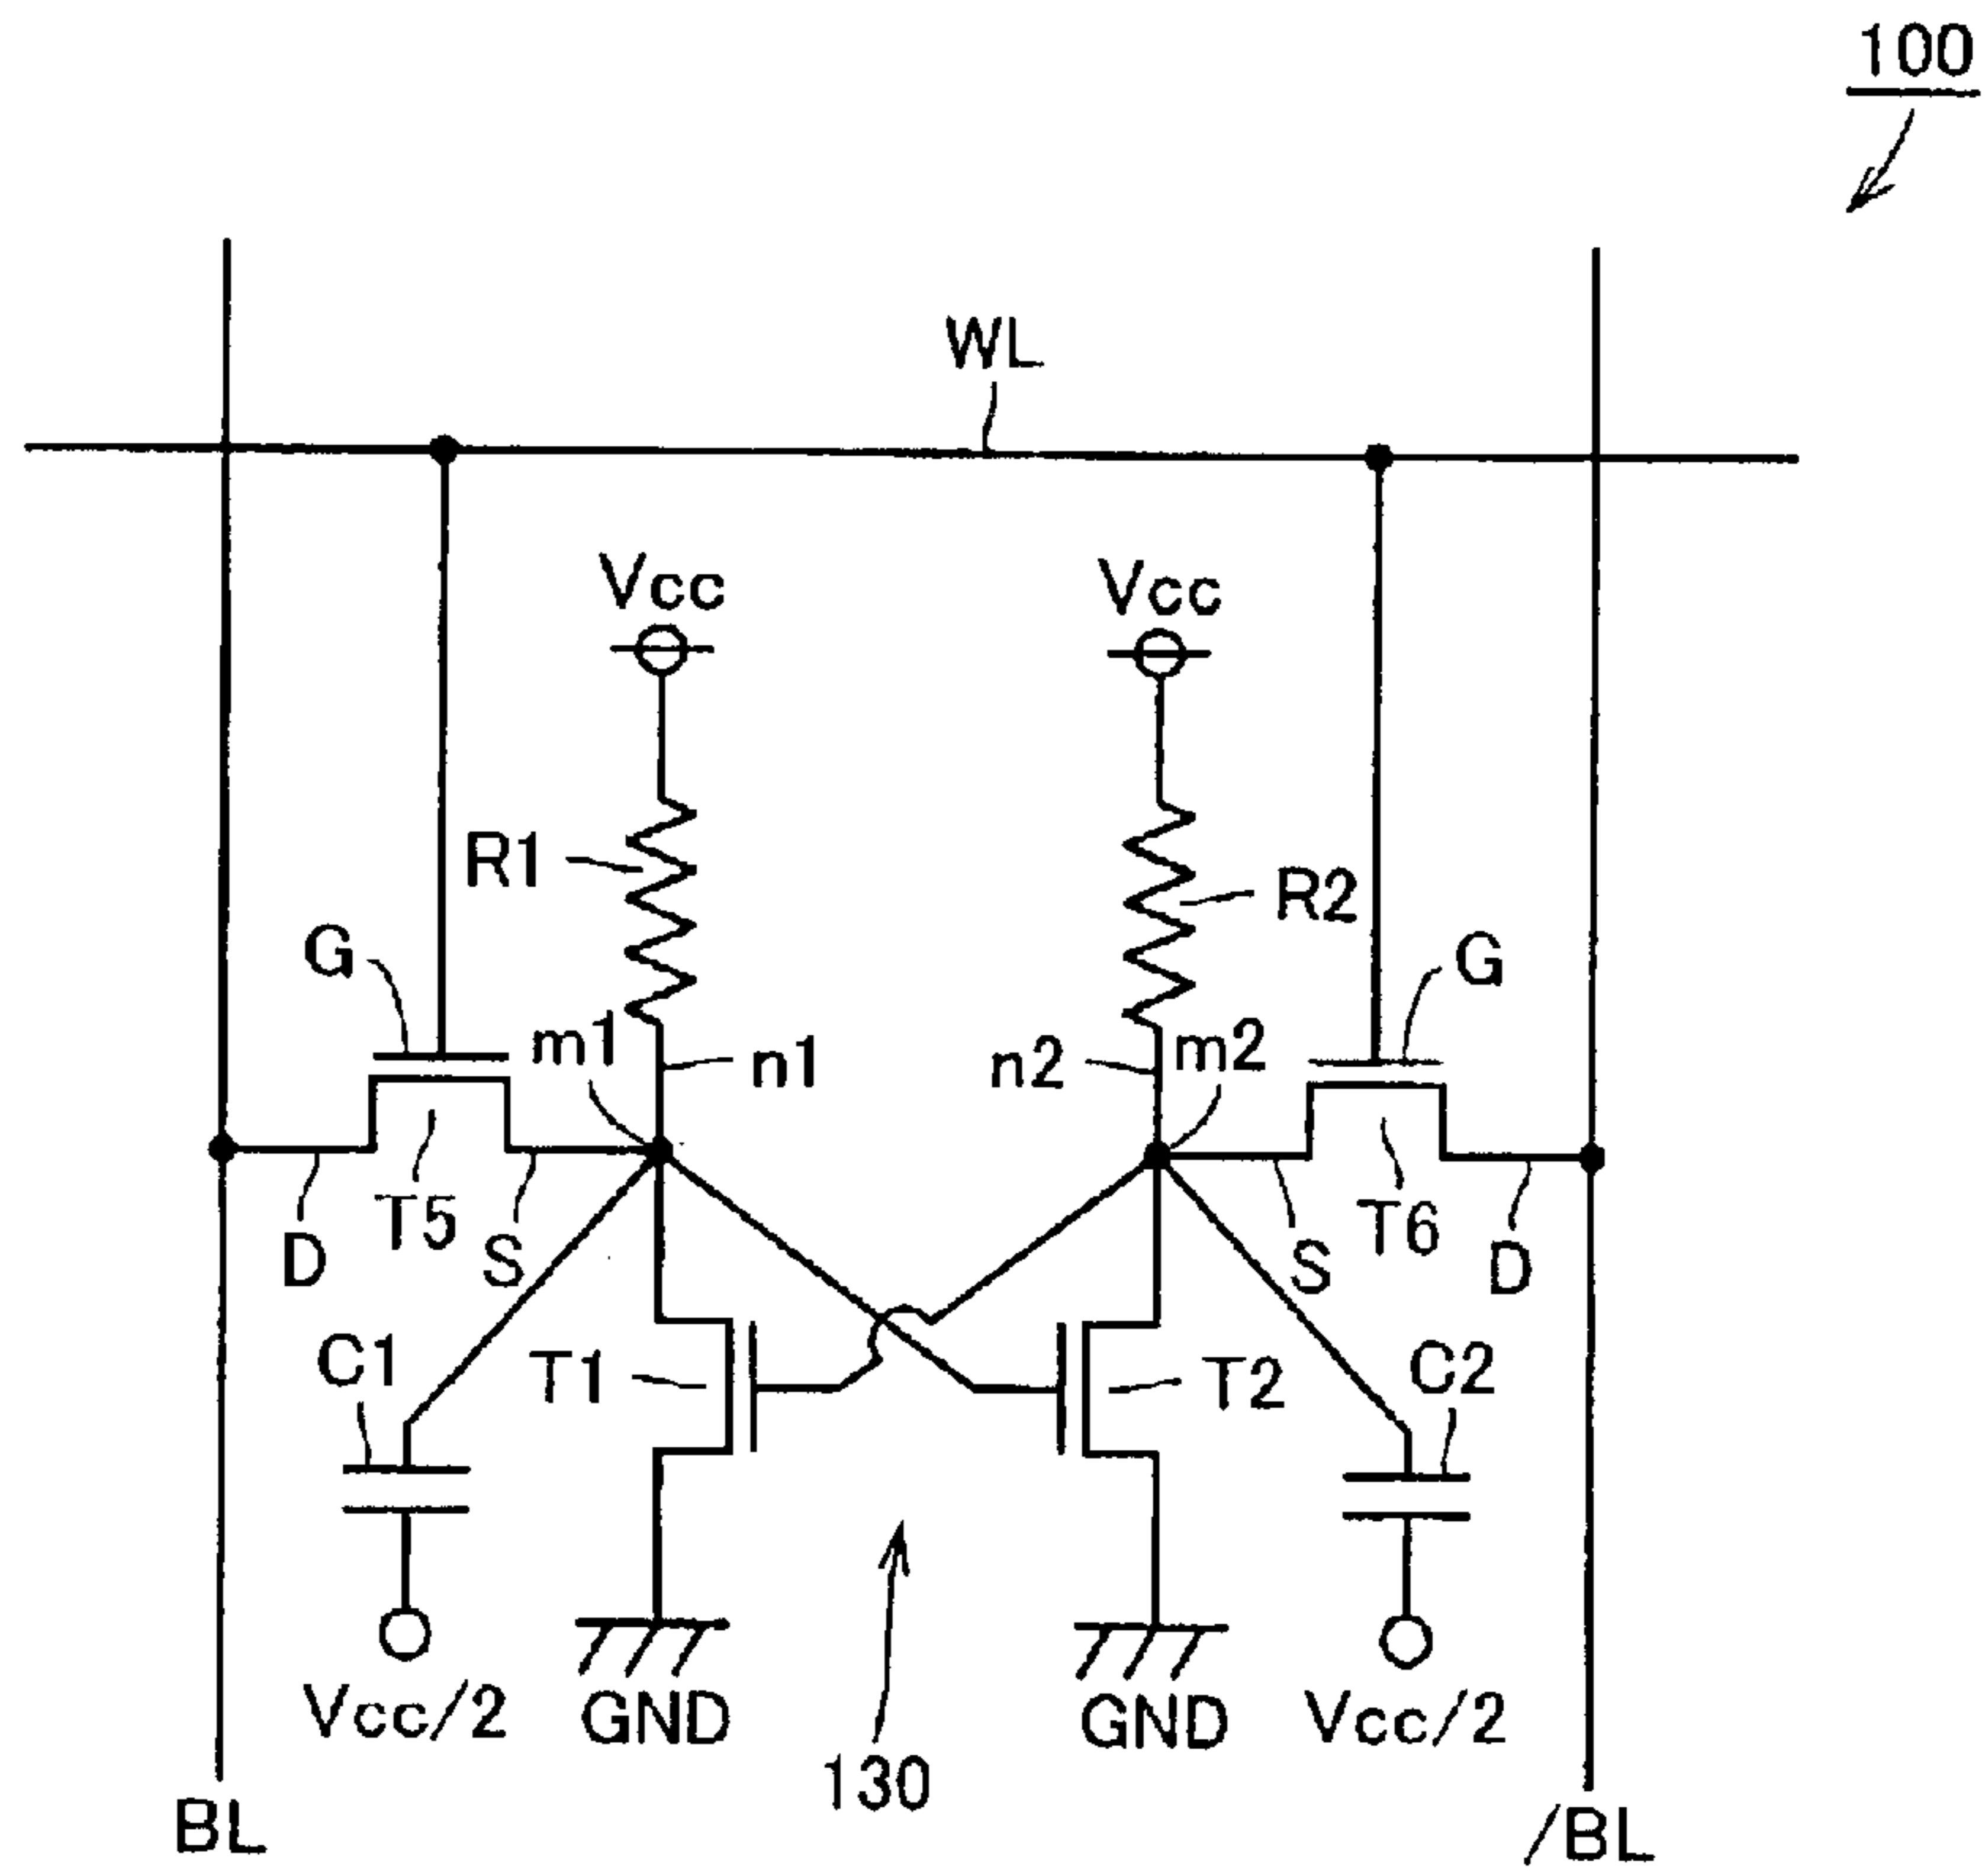 100
WL
Vcc
Vcc
R1
R2
G
G
m1
n1
n2
m2
D
T5
S
S
T6
D
C1
T1
T2
C2
Vcc/2
GND
GND
Vcc/2
130
BL
/BL